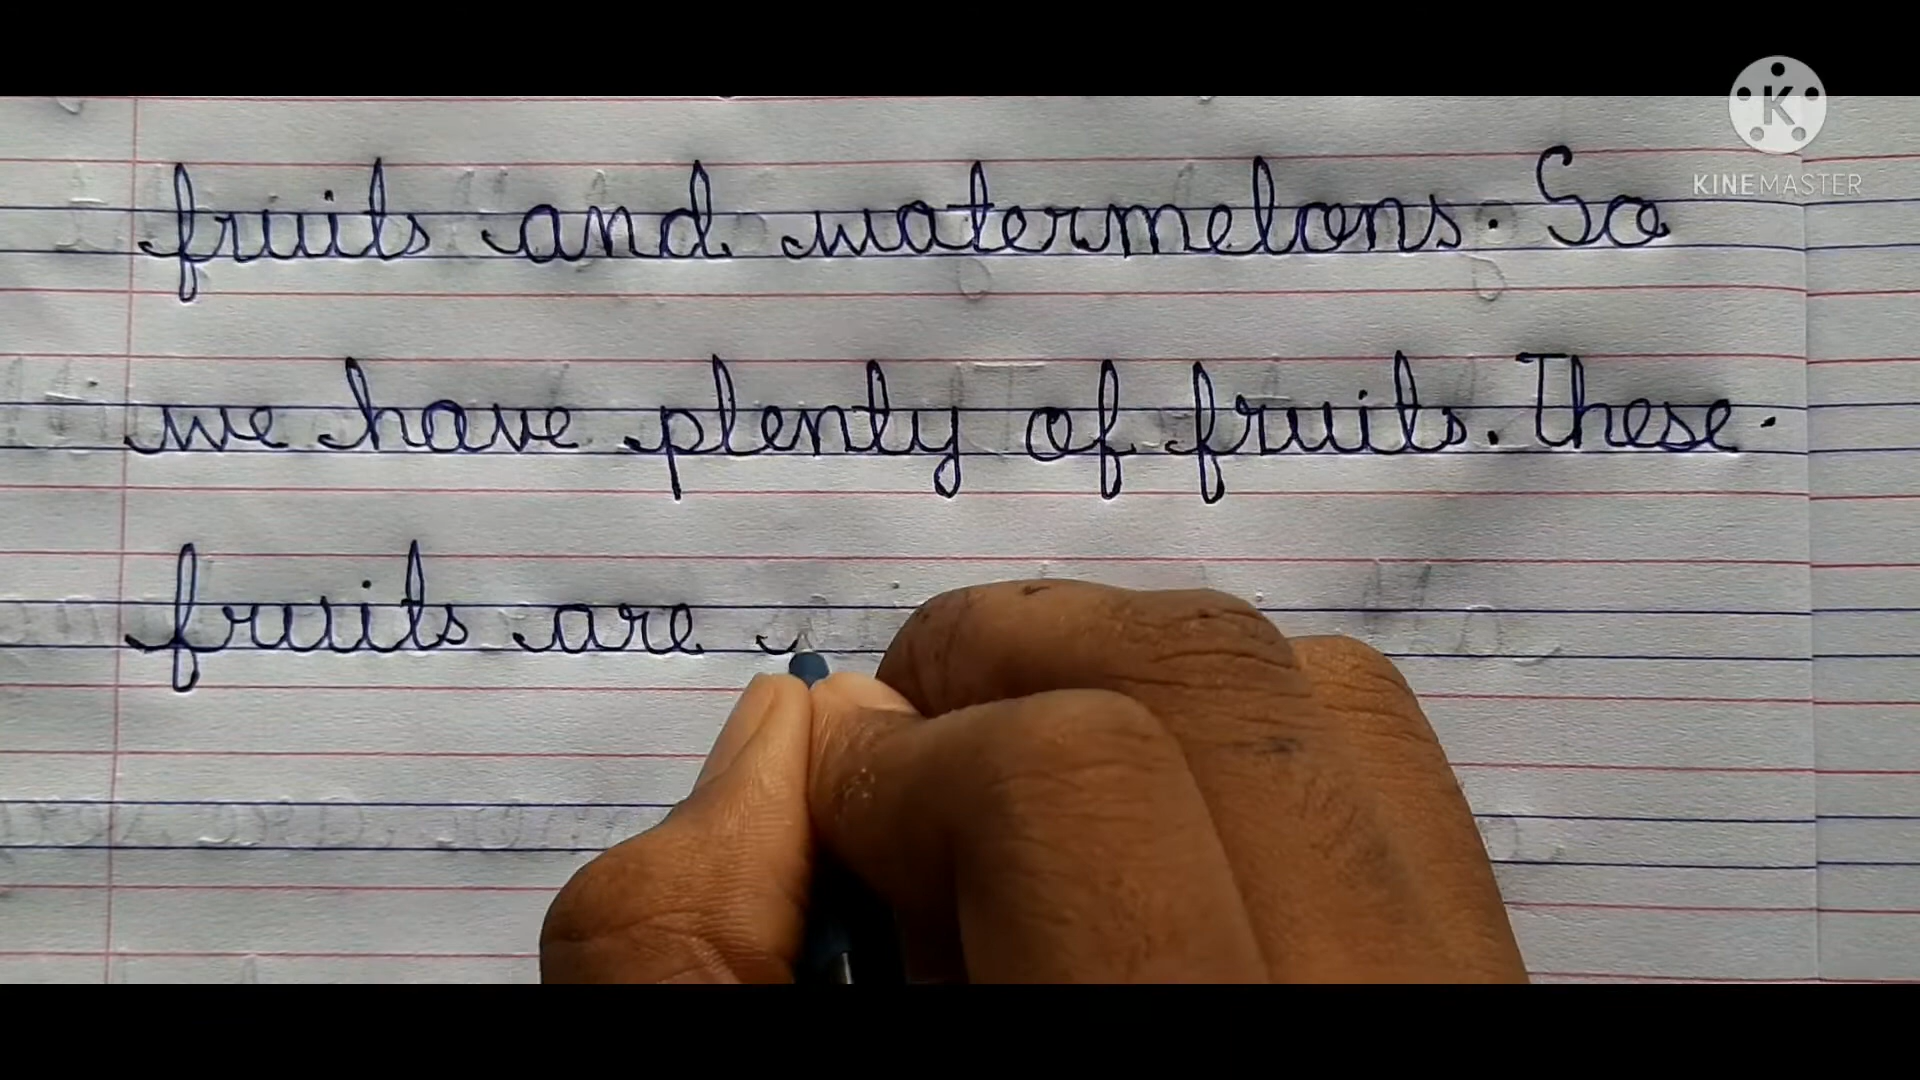 KINEMASTER
fruits and watermelons. So
we have plenty of fruits. These.
fruits are